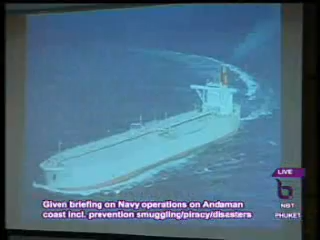 LIVE
NBT
PHUKET
Given briefing on Navy operations on Andaman
coast incl. prevention smuggling/piracy/disasters